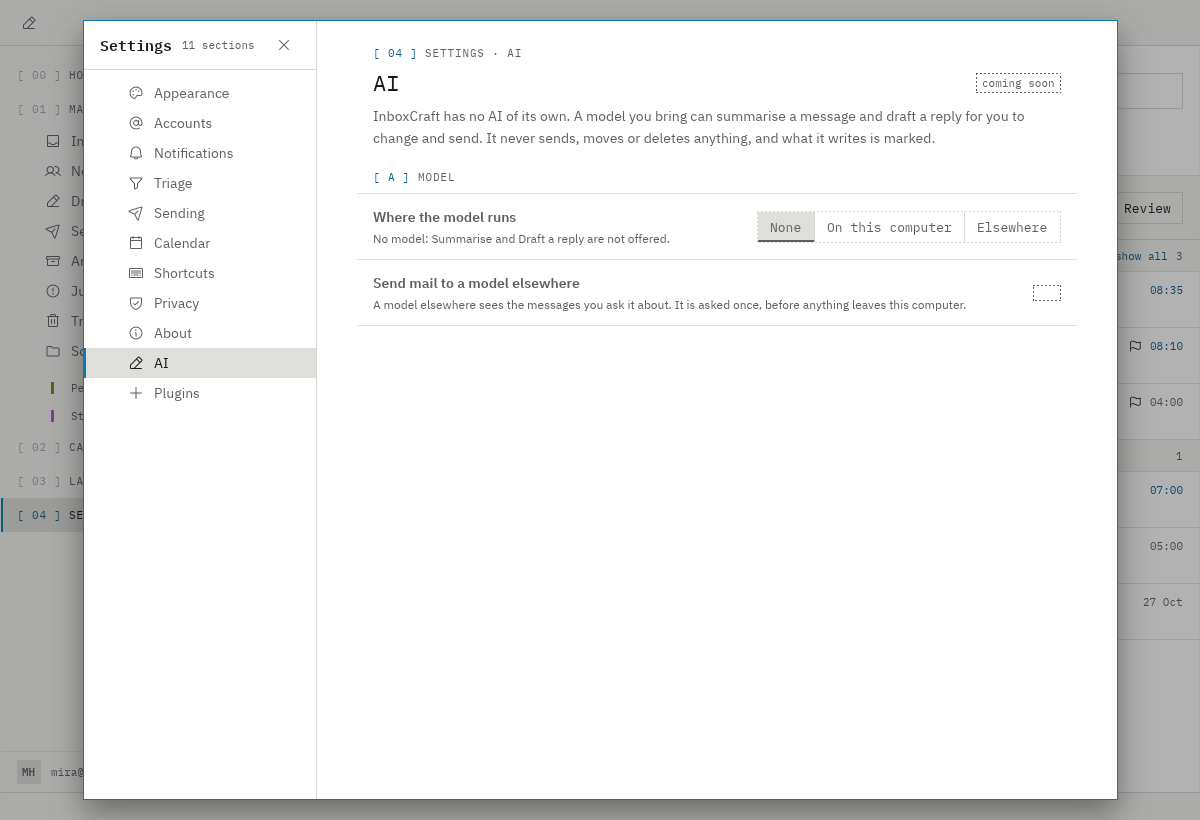 Settings 11 sections
Appearance
Accounts
Notifications
Triage
Sending
Calendar
Shortcuts
Privacy
About
AI
Plugins
[ 04 ] SETTINGS · AI
AI
coming soon
InboxCraft has no AI of its own. A model you bring can summarise a message and draft a reply for you to
change and send. It never sends, moves or deletes anything, and what it writes is marked.
[ A ] MODEL
Where the model runs
No model: Summarise and Draft a reply are not offered.
None On this computer Elsewhere
Send mail to a model elsewhere
A model elsewhere sees the messages you ask it about. It is asked once, before anything leaves this computer.
[ 00 ]
[ 01 ]
[ 02 ]
[ 03 ]
[ 04 ]
MH mira@
Review
show all 3
08:35
08:10
04:00
1
07:00
05:00
27 Oct